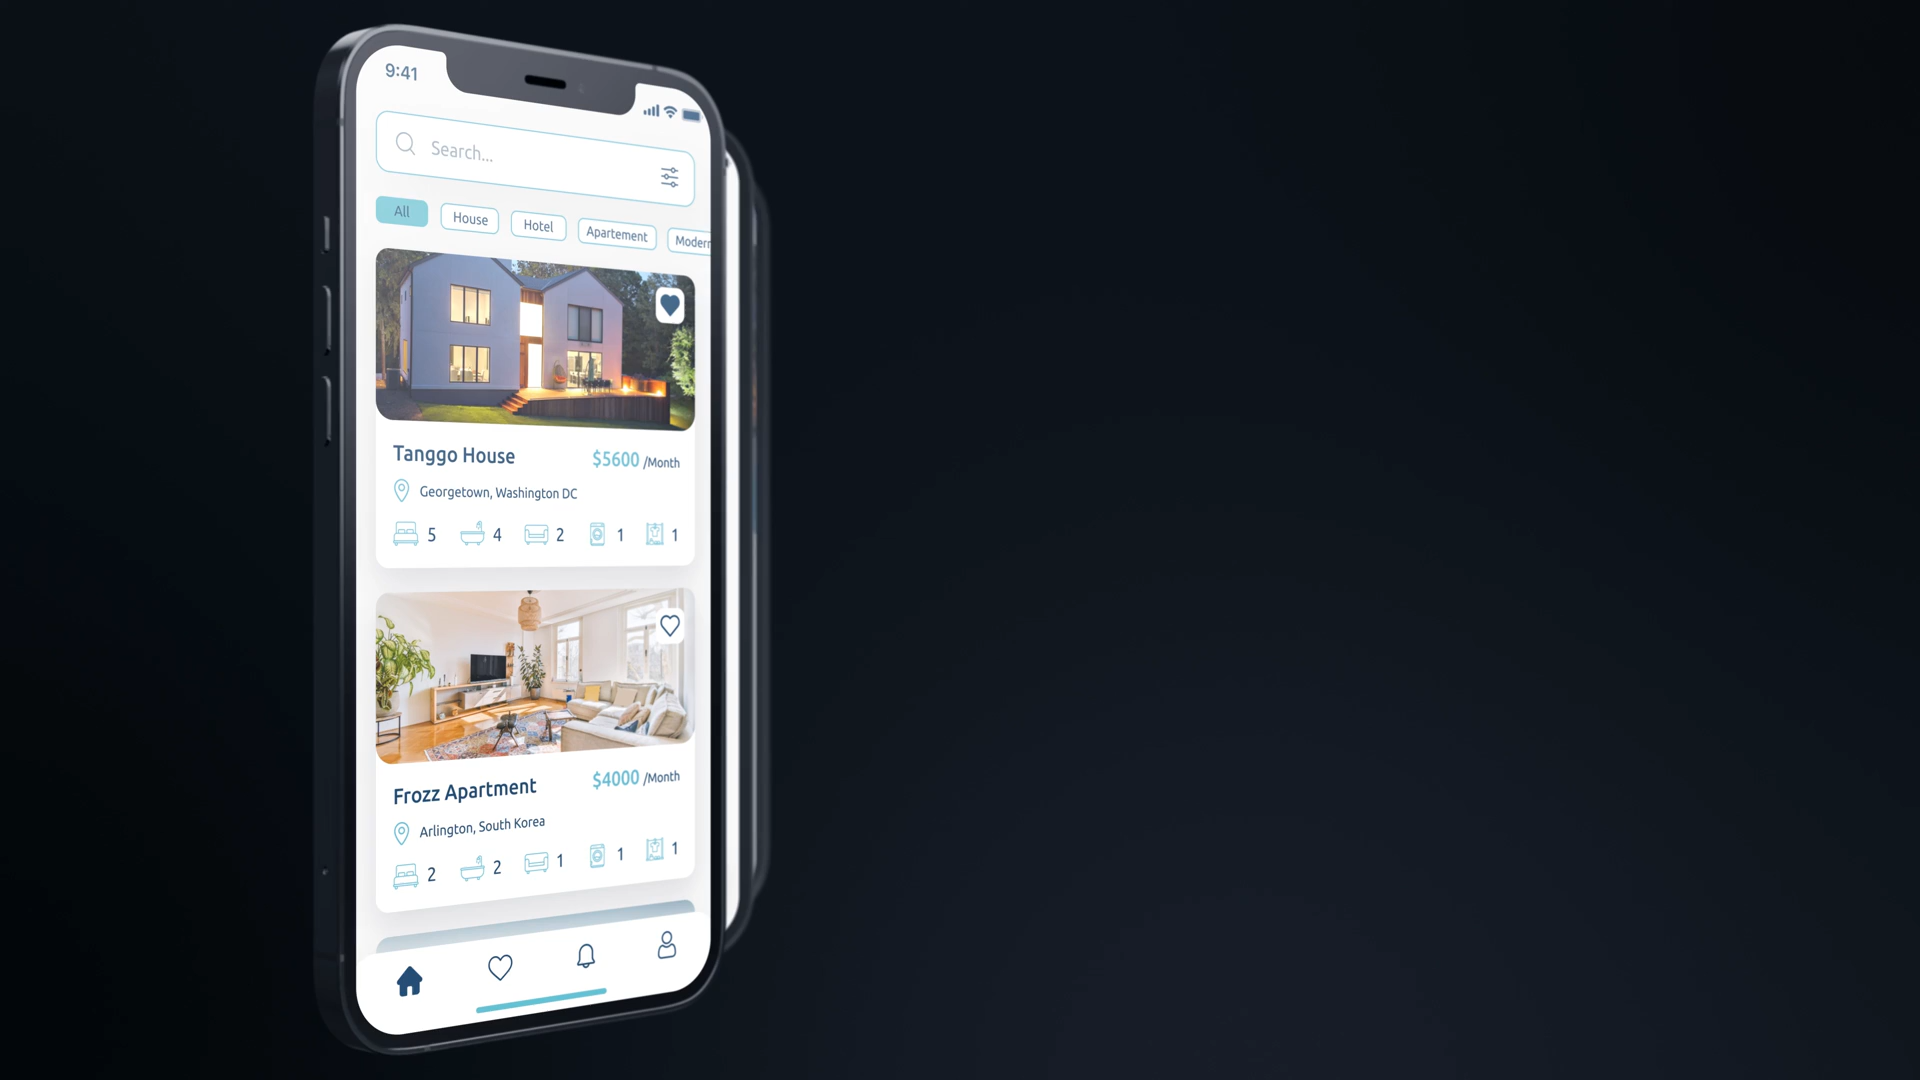 9:41
Search...
All House Hotel Apartement Modern
Tanggo House $5600 /Month
Georgetown, Washington DC
5 4 2 1 1
Frozz Apartment $4000 /Month
Arlington, South Korea
2 2 1 1 1